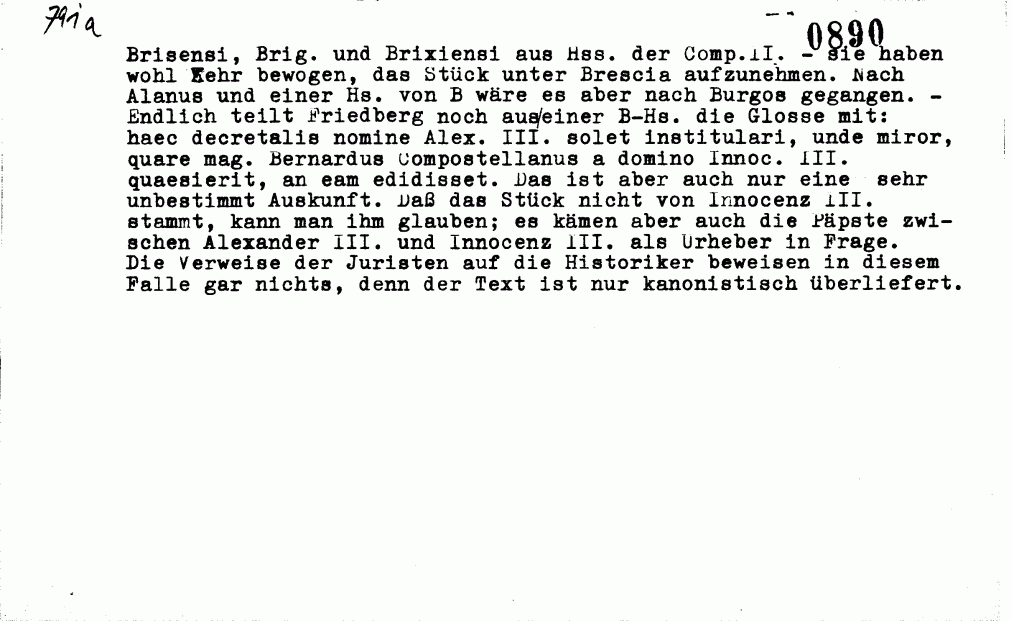 791a
0890
Brisensi, Brig. und Brixiensi aus Hss. der Comp.II. - sie haben
wohl Kehr bewogen, das Stück unter Brescia aufzunehmen. Nach
Alanus und einer Hs. von B wäre es aber nach Burgos gegangen. -
Endlich teilt Friedberg noch aus/einer B-Hs. die Glosse mit:
haec decretalis nomine Alex. III. solet institulari, unde miror,
quare mag. Bernardus Compostellanus a domino Innoc. III.
quaesierit, an eam edidisset. Das ist aber auch nur eine sehr
unbestimmt Auskunft. Daß das Stück nicht von Innocenz III.
stammt, kann man ihm glauben; es kämen aber auch die Päpste zwi-
schen Alexander III. und Innocenz III. als Urheber in Frage.
Die Verweise der Juristen auf die Historiker beweisen in diesem
Falle gar nichts, denn der Text ist nur kanonistisch überliefert.